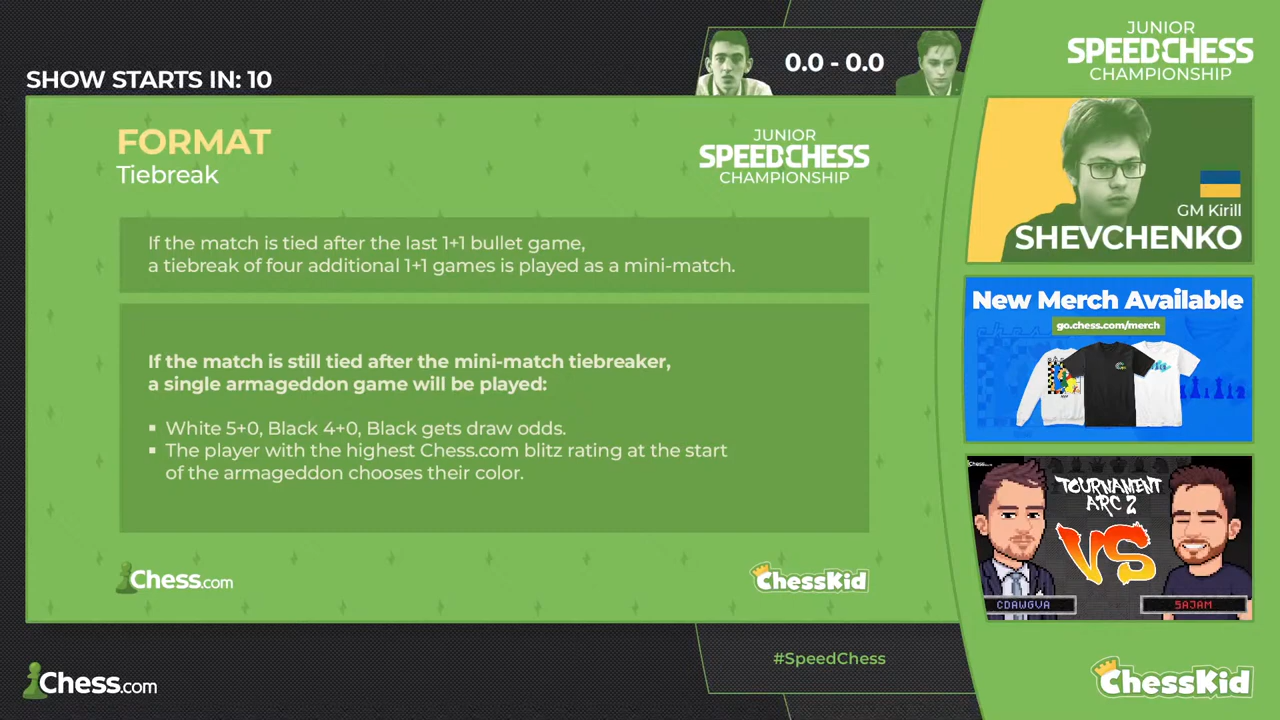 SHOW STARTS IN: 10
0.0 - 0.0
JUNIOR
SPEEDCHESS
CHAMPIONSHIP
FORMAT
Tiebreak
JUNIOR
SPEEDCHESS
CHAMPIONSHIP
If the match is tied after the last 1+1 bullet game,
a tiebreak of four additional 1+1 games is played as a mini-match.
If the match is still tied after the mini-match tiebreaker,
a single armageddon game will be played:
▪ White 5+0, Black 4+0, Black gets draw odds.
▪ The player with the highest Chess.com blitz rating at the start
of the armageddon chooses their color.
Chess.com
ChessKid
GM Kirill
SHEVCHENKO
New Merch Available
go.chess.com/merch
Chess.com
TOURNAMENT
ARC 2
VS
CDAWGVA
SAJAM
#SpeedChess
Chess.com
ChessKid